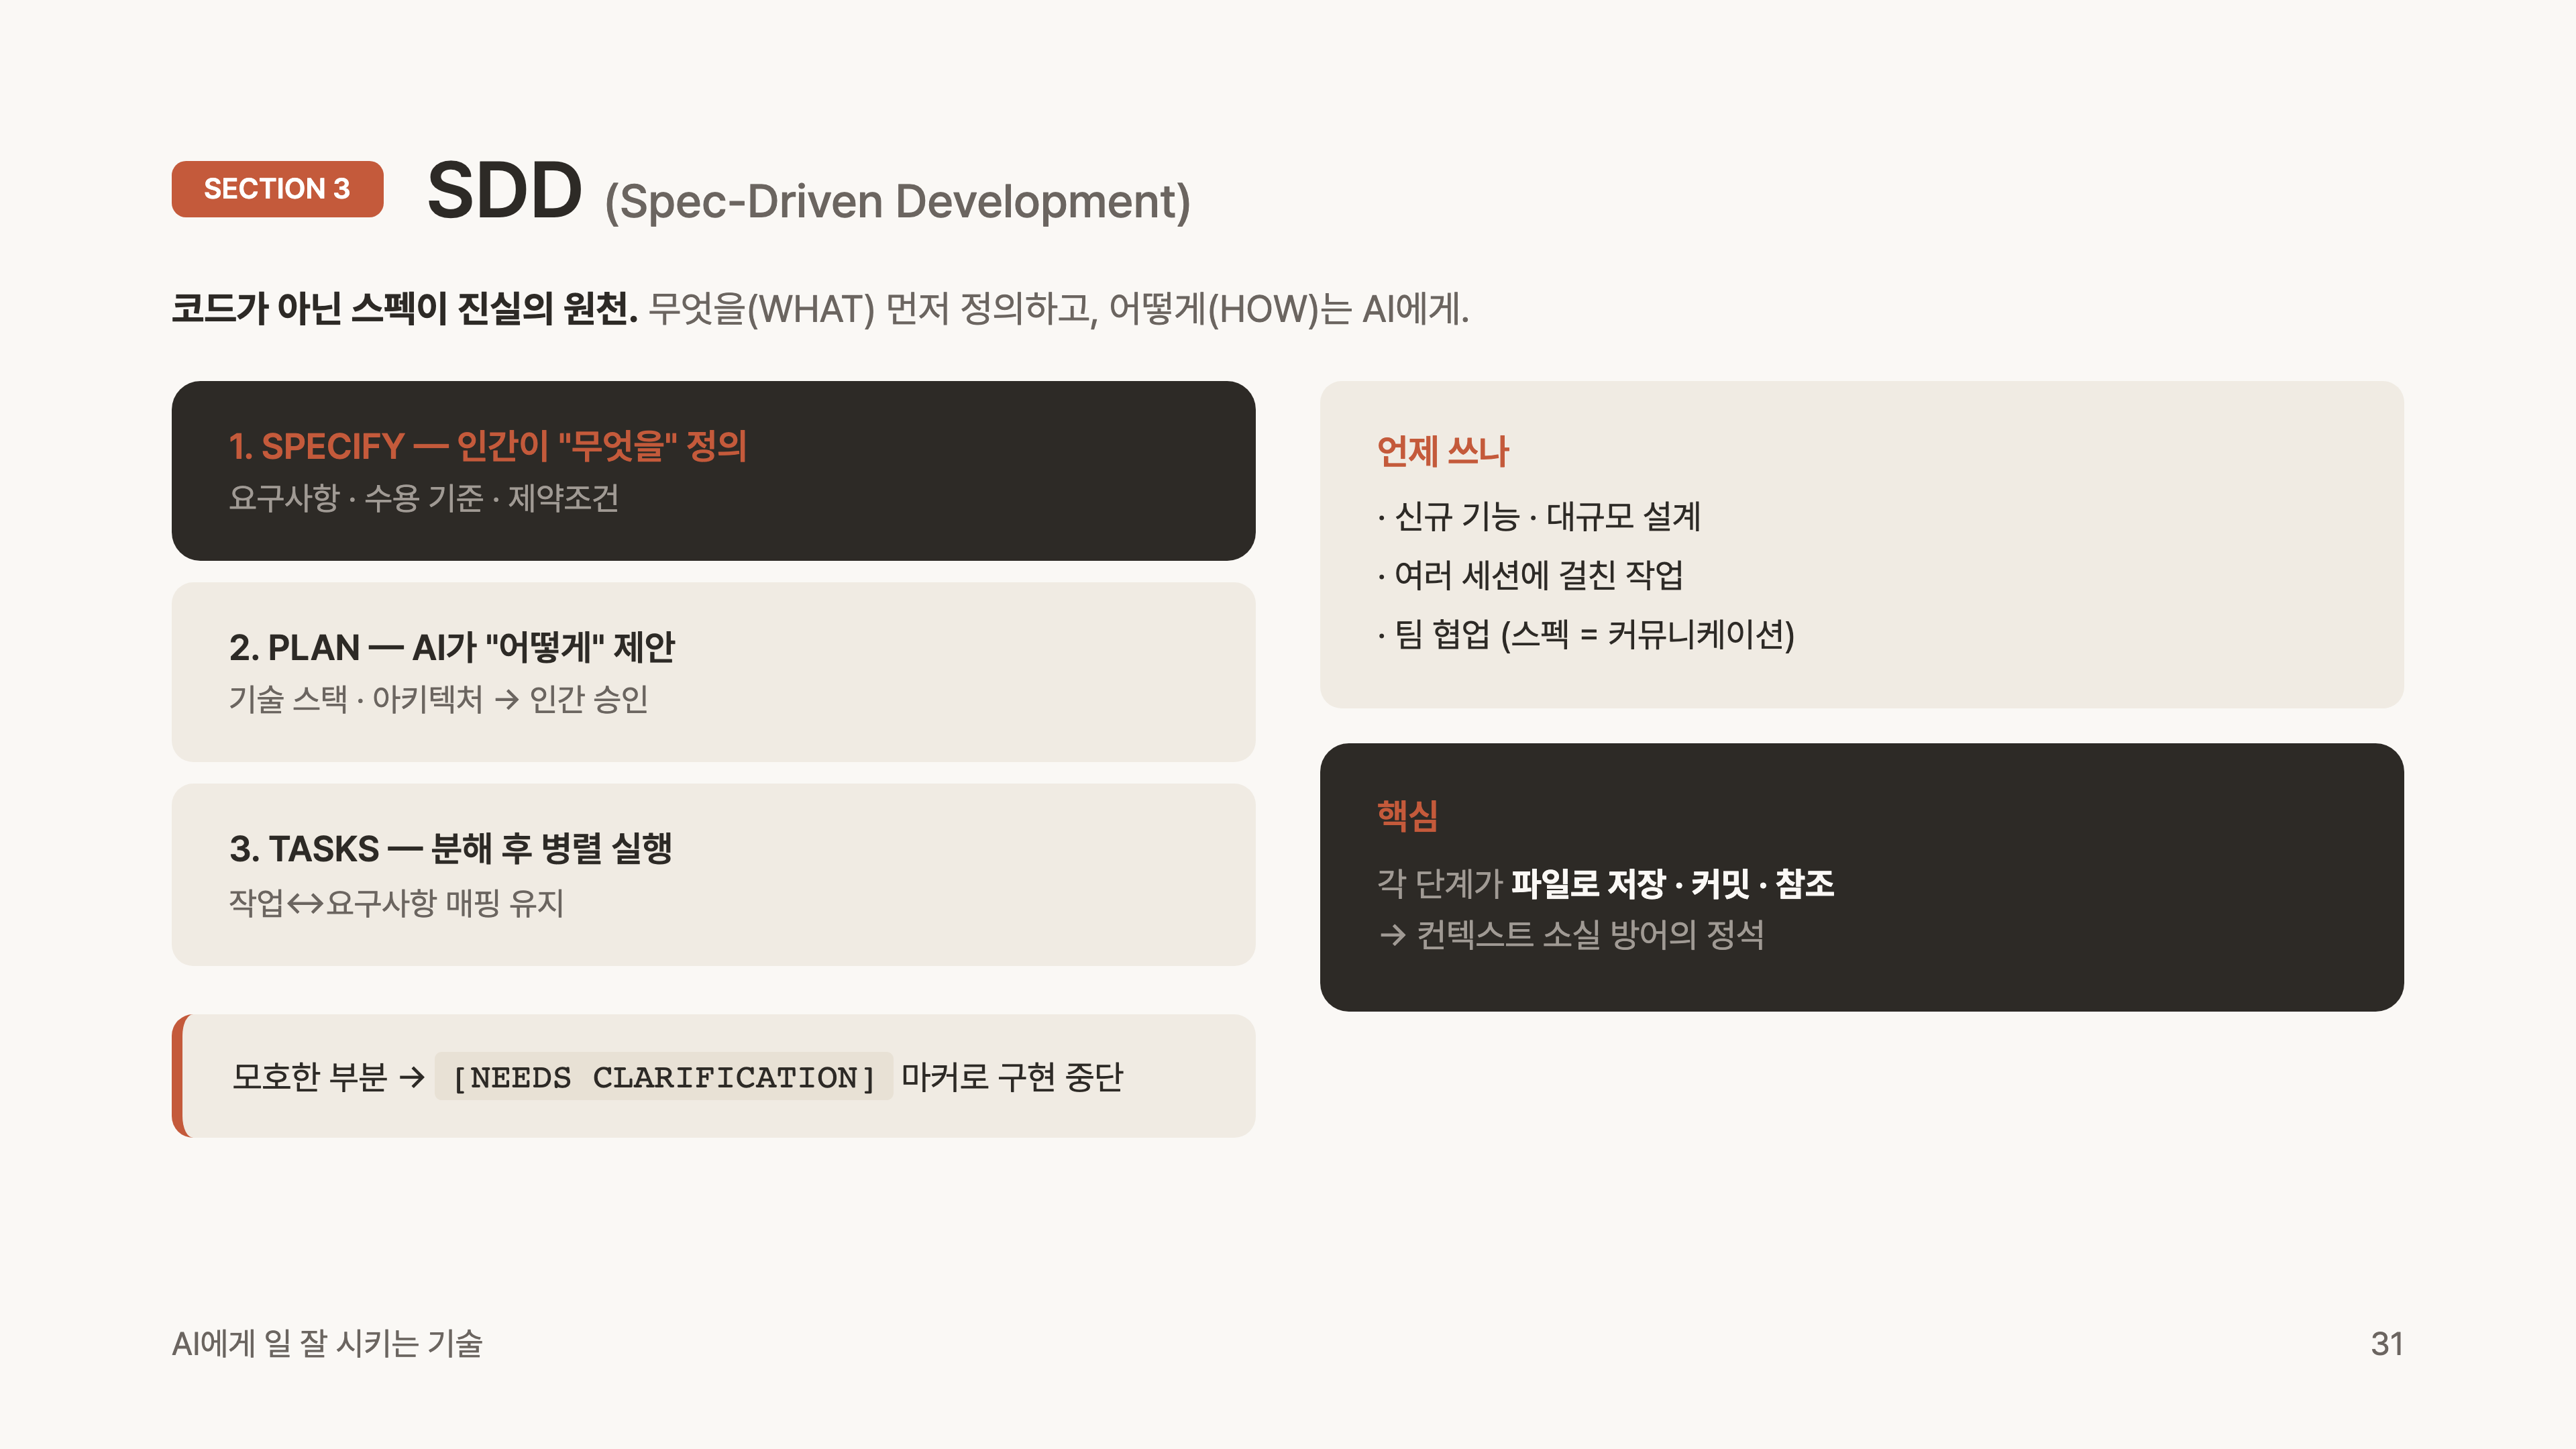 SECTION 3
SDD (Spec-Driven Development)
코드가 아닌 스펙이 진실의 원천. 무엇을(WHAT) 먼저 정의하고, 어떻게(HOW)는 AI에게.
1. SPECIFY — 인간이 "무엇을" 정의
요구사항 · 수용 기준 · 제약조건
2. PLAN — AI가 "어떻게" 제안
기술 스택 · 아키텍처 → 인간 승인
3. TASKS — 분해 후 병렬 실행
작업↔요구사항 매핑 유지
모호한 부분 → [NEEDS CLARIFICATION] 마커로 구현 중단
언제 쓰나
· 신규 기능 · 대규모 설계
· 여러 세션에 걸친 작업
· 팀 협업 (스펙 = 커뮤니케이션)
핵심
각 단계가 파일로 저장 · 커밋 · 참조
→ 컨텍스트 소실 방어의 정석
AI에게 일 잘 시키는 기술
31